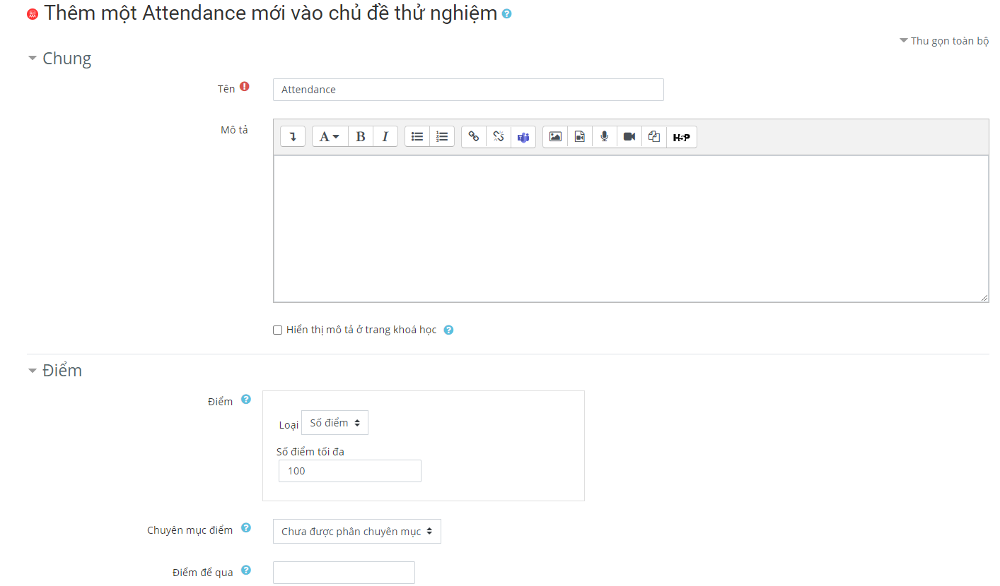 Thêm một Attendance mới vào chủ đề thử nghiệm
Thu gọn toàn bộ
Chung
Tên
Attendance
Mô tả
A B I
H5P
Hiển thị mô tả ở trang khoá học
Điểm
Điểm
Loại Số điểm
Số điểm tối đa
100
Chuyên mục điểm
Chưa được phân chuyên mục
Điểm để qua